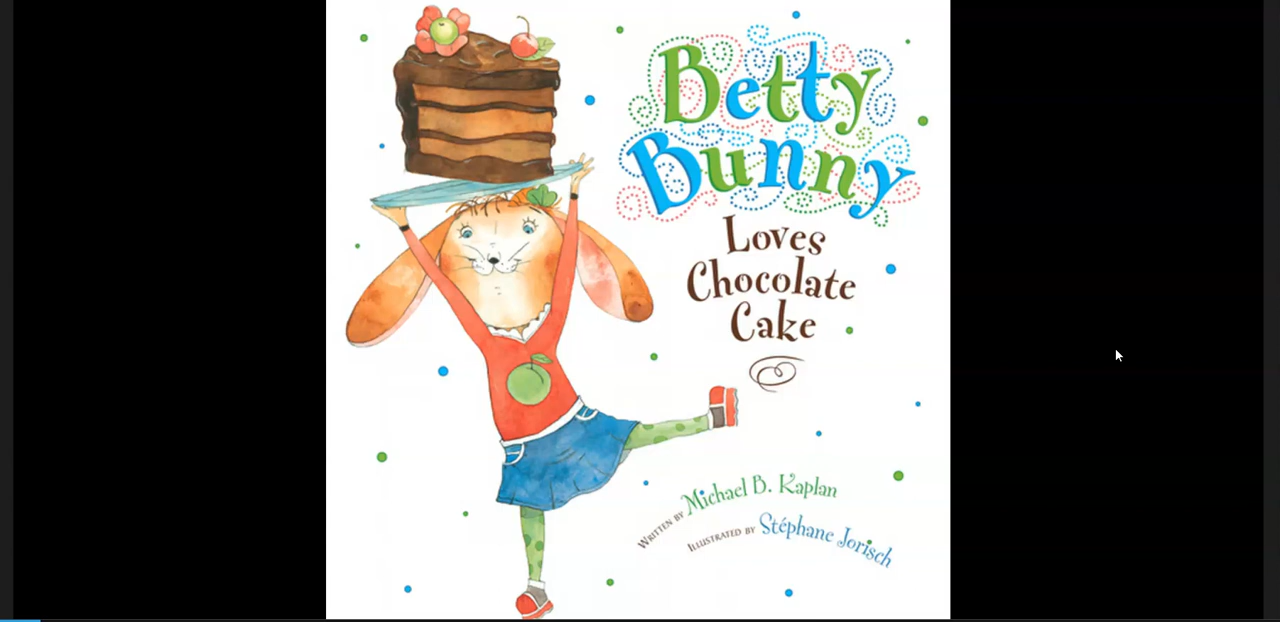 Betty
Bunny
Loves
Chocolate
Cake
WRITTEN BY Michael B. Kaplan
ILLUSTRATED BY Stéphane Jorisch